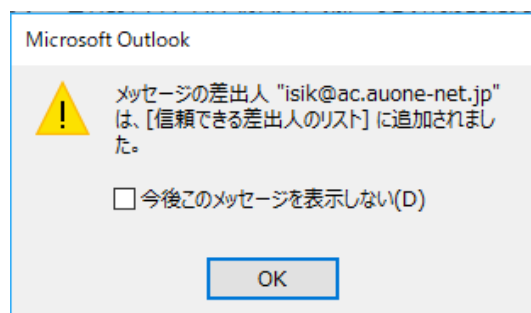 Microsoft Outlook
メッセージの差出人 "isik@ac.auone-net.jp"
は、[信頼できる差出人のリスト] に追加されまし
た。
今後このメッセージを表示しない(D)
OK